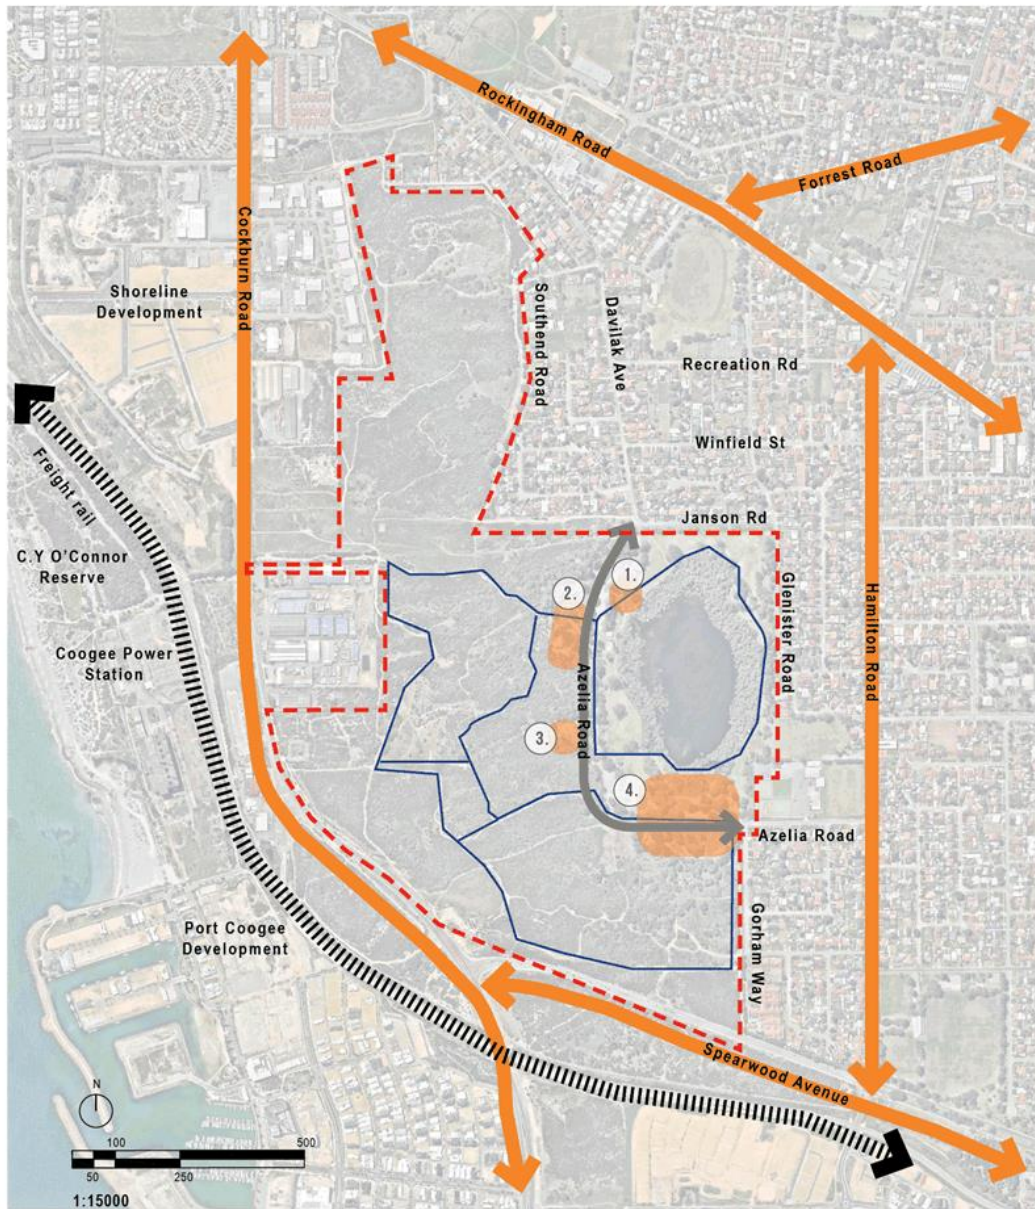 Rockingham Road
Forrest Road
Cockburn Road
Shoreline
Development
Southend Road
Davilak Ave
Recreation Rd
Winfield St
Freight rail
Janson Rd
C.Y O'Connor
Reserve
1.
2.
Glenister Road
Hamilton Road
Coogee Power
Station
Azelia Road
3.
4.
Azelia Road
Port Coogee
Development
Gorham Way
Spearwood Avenue
N
100
500
50
250
1:15000